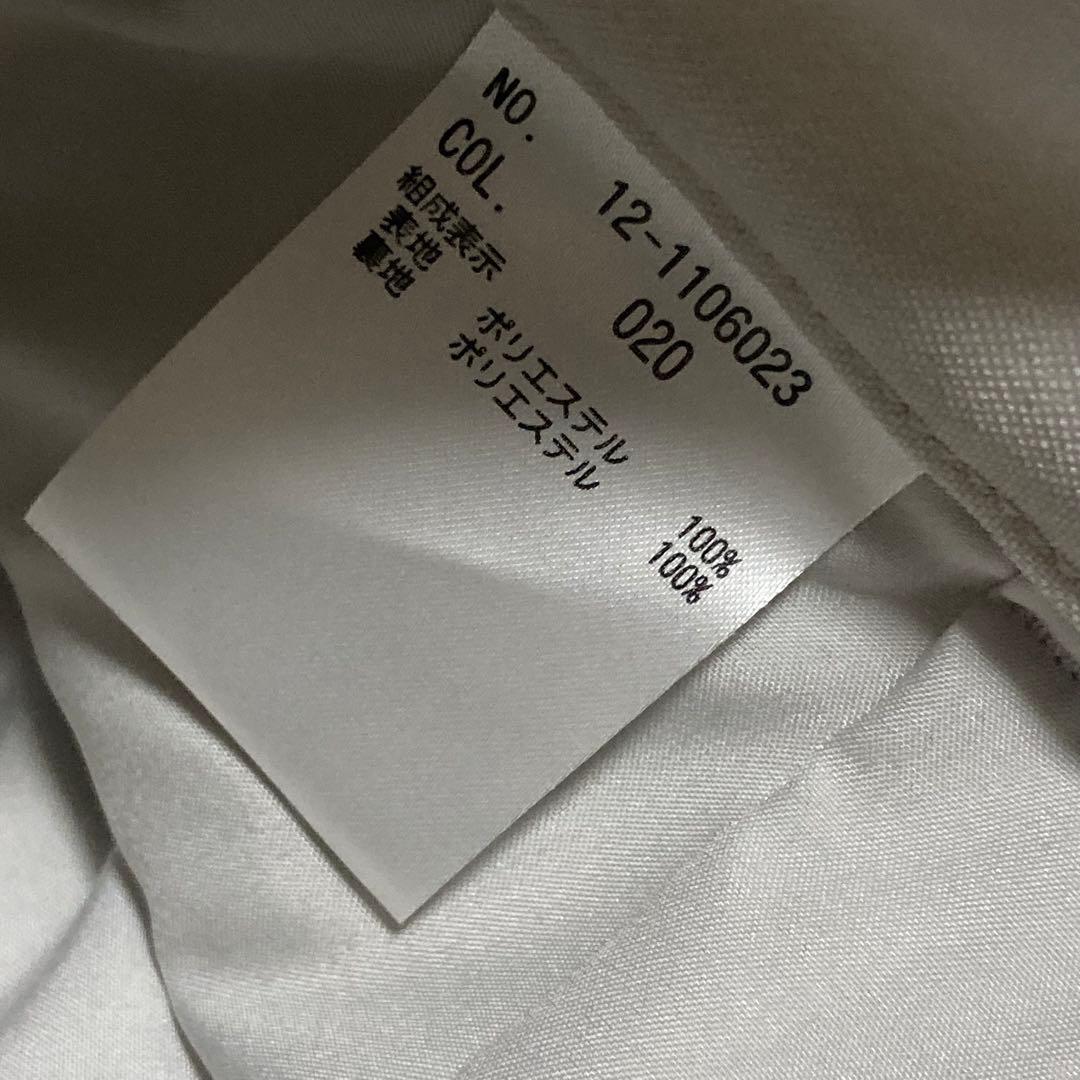 NO. 12-1106023
COL. 020
組成表示
表地 ポリエステル 100%
裏地 ポリエステル 100%